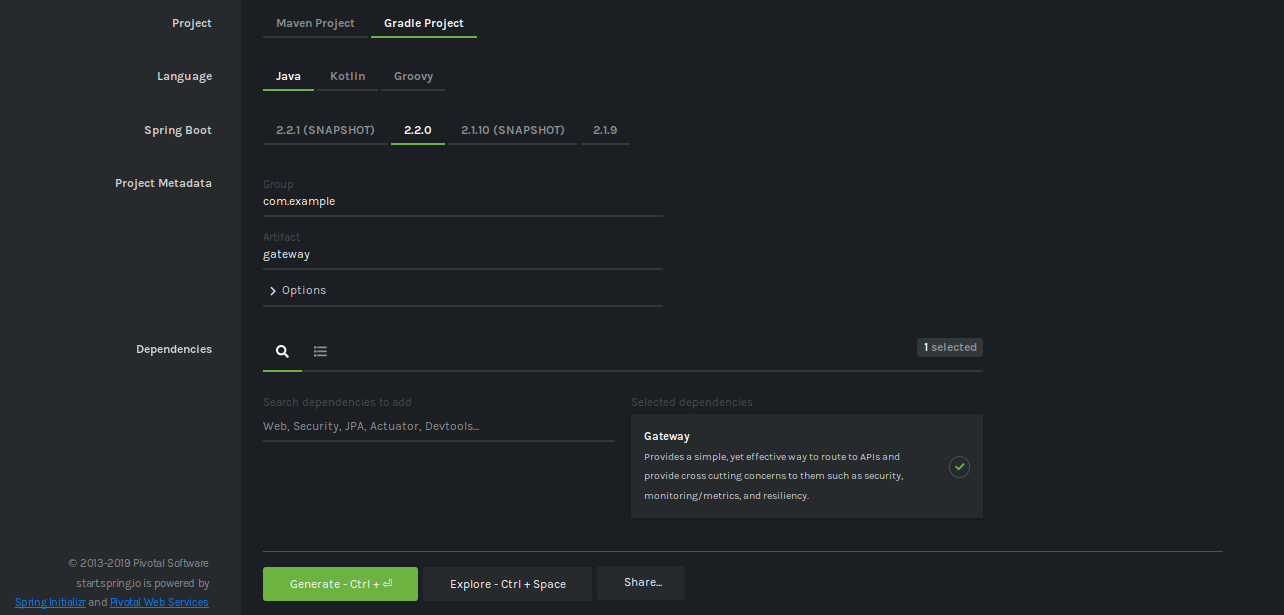 Project
Maven Project Gradle Project
Language
Java Kotlin Groovy
Spring Boot
2.2.1 (SNAPSHOT) 2.2.0 2.1.10 (SNAPSHOT) 2.1.9
Project Metadata
Group
com.example
Artifact
gateway
Options
Dependencies
1 selected
Search dependencies to add
Web, Security, JPA, Actuator, Devtools...
Selected dependencies
Gateway
Provides a simple, yet effective way to route to APIs and
provide cross cutting concerns to them such as security,
monitoring/metrics, and resiliency.
© 2013-2019 Pivotal Software
start.spring.io is powered by
Spring Initializr and Pivotal Web Services
Generate - Ctrl + ⏎ Explore - Ctrl + Space Share...